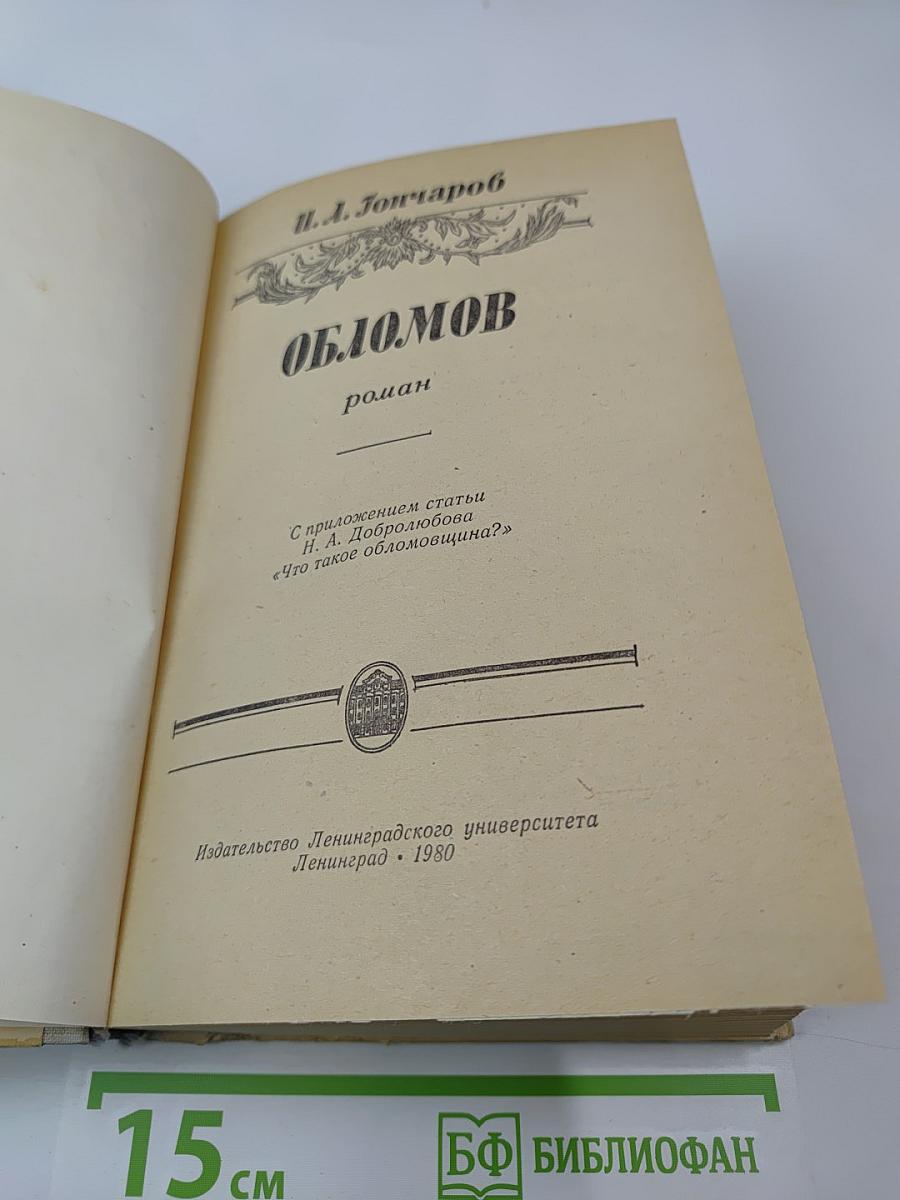 И. А. Гончаров
ОБЛОМОВ
роман
С приложением статьи
Н. А. Добролюбова
«Что такое обломовщина?»
Издательство Ленинградского университета
Ленинград • 1980
15 см
БФ БИБЛИОФАН